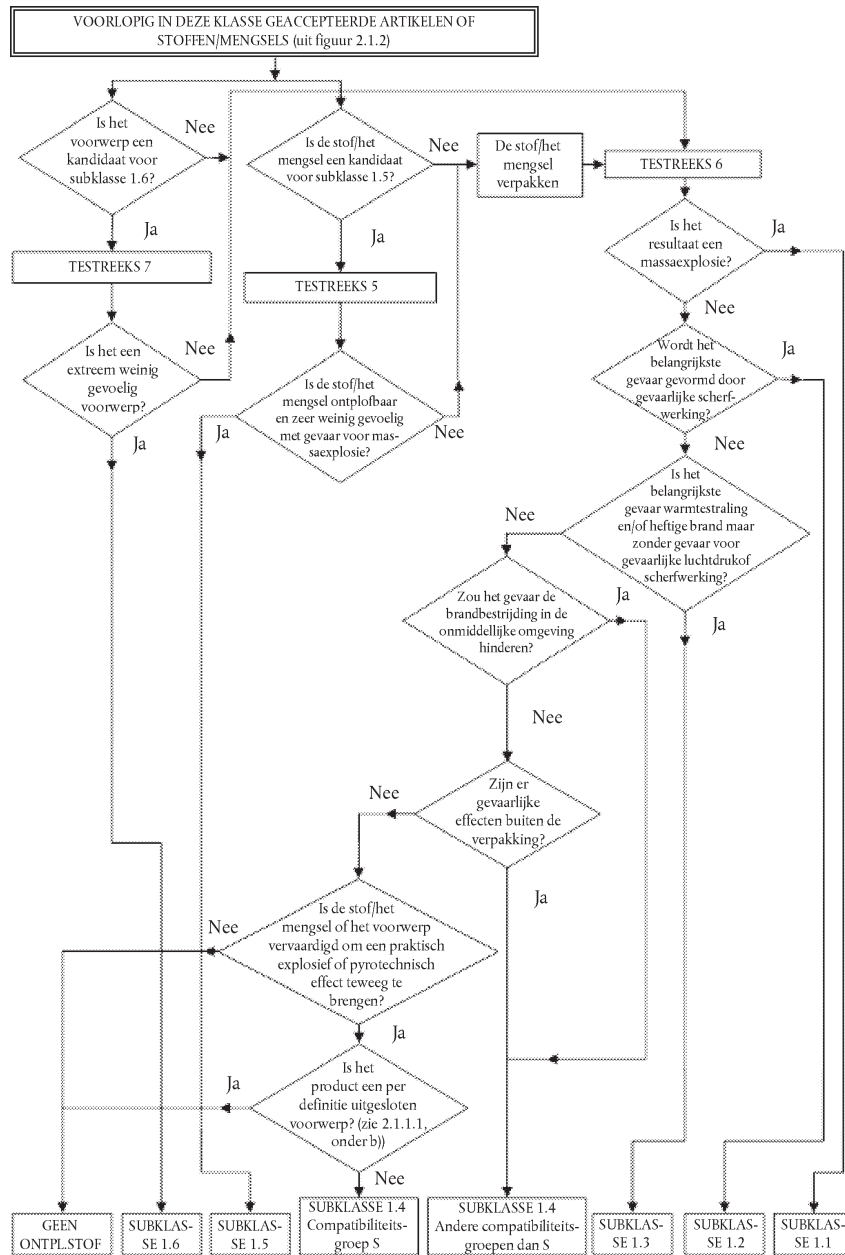 VOORLOPIG IN DEZE KLASSE GEACCEPTEERDE ARTIKELEN OF
STOFFEN/MENGSELS (uit figuur 2.1.2)
Is het
voorwerp een
kandidaat voor
subklasse 1.6?
Nee
Ja
Is de stof/het
mengsel een kandidaat
voor subklasse 1.5?
Nee
Ja
De stof/het
mengsel
verpakken
TESTREEKS 6
TESTREEKS 7
TESTREEKS 5
Is het
resultaat een
massaexplosie?
Ja
Nee
Is het een
extreem weinig
gevoelig
voorwerp?
Nee
Ja
Is de stof/het
mengsel ontplofbaar
en zeer weinig gevoelig
met gevaar voor mas-
saexplosie?
Ja
Nee
Wordt het
belangrijkste
gevaar gevormd door
gevaarlijke scherf-
werking?
Ja
Nee
Is het
belangrijkste
gevaar warmtestraling
en/of heftige brand maar
zonder gevaar voor
gevaarlijke luchtdrukof
scherfwerking?
Nee
Ja
Zou het gevaar de
brandbestrijding in de
onmiddellijke omgeving
hinderen?
Ja
Nee
Zijn er
gevaarlijke
effecten buiten de
verpakking?
Nee
Ja
Is de stof/het
mengsel of het voorwerp
vervaardigd om een praktisch
explosief of pyrotechnisch
effect teweeg te
brengen?
Nee
Ja
Is het
product een per
definitie uitgesloten
voorwerp? (zie 2.1.1.1,
onder b))
Ja
Nee
GEEN
ONTPL.STOF
SUBKLAS-
SE 1.6
SUBKLAS-
SE 1.5
SUBKLASSE 1.4
Compatibiliteits-
groep S
SUBKLASSE 1.4
Andere compatibiliteits-
groepen dan S
SUBKLAS-
SE 1.3
SUBKLAS-
SE 1.2
SUBKLAS-
SE 1.1